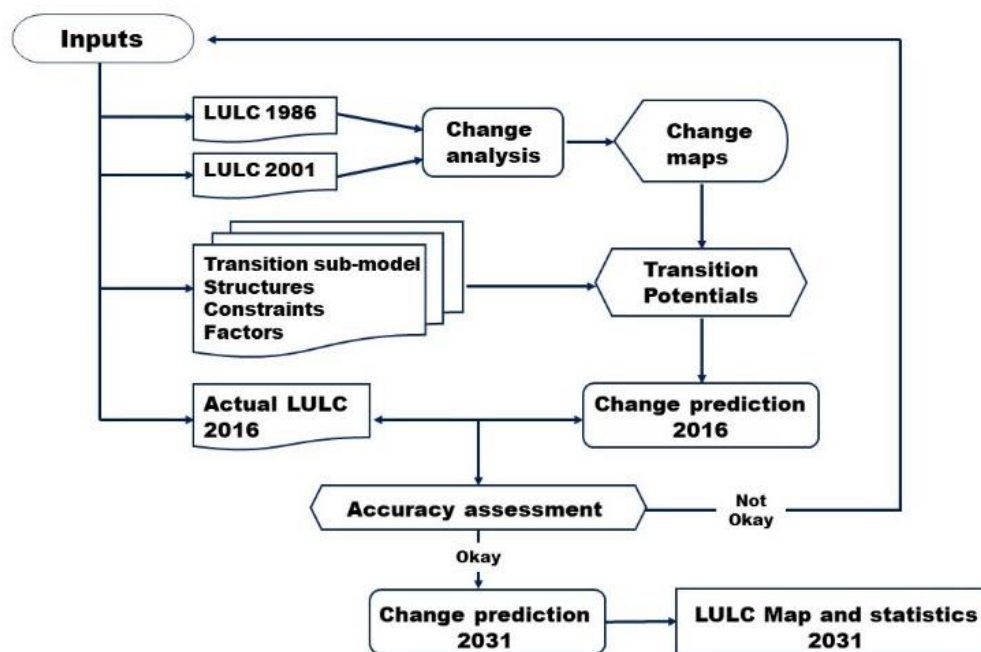 Inputs
LULC 1986
LULC 2001
Change
analysis
Change
maps
Transition sub-model
Structures
Constraints
Factors
Transition
Potentials
Actual LULC
2016
Change prediction
2016
Accuracy assessment
Not
Okay
Okay
Change prediction
2031
LULC Map and statistics
2031